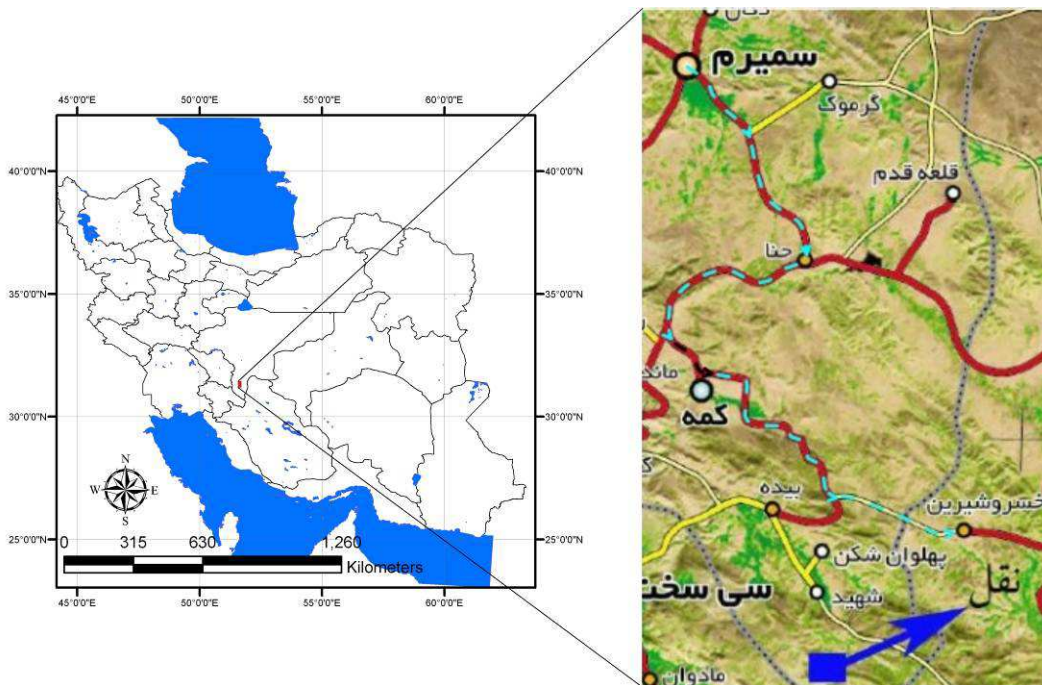 45°0'0"E 50°0'0"E 55°0'0"E 60°0'0"E
40°0'0"N 40°0'0"N
35°0'0"N 35°0'0"N
30°0'0"N 30°0'0"N
25°0'0"N 25°0'0"N
45°0'0"E 50°0'0"E 55°0'0"E 60°0'0"E
N
W E
S
0 315 630 1,260
Kilometers
سمیرم
گرموک
قلعه قدم
حنا
کمه
بیده
خسروشیرین
پهلوان شکن
نقل
سی سخت
شهید
مادوان